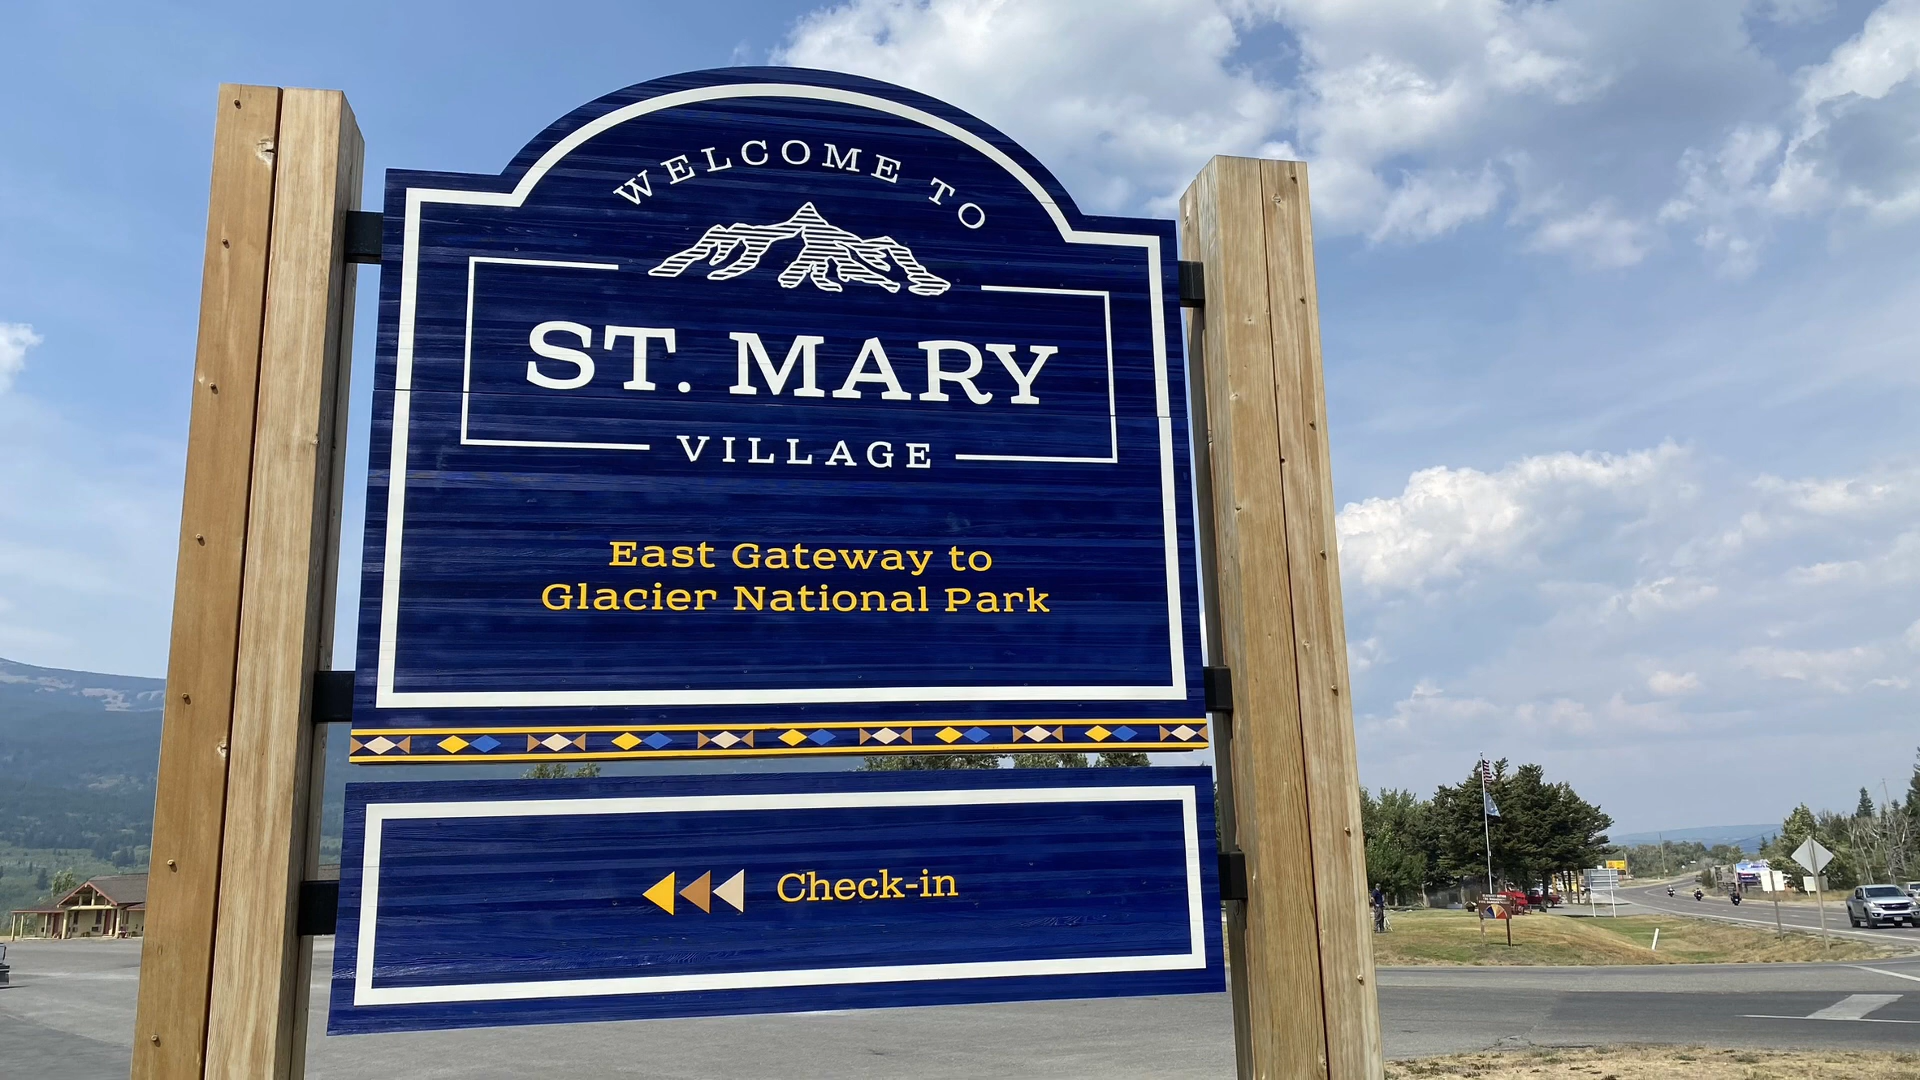 WELCOME TO
ST. MARY
VILLAGE
East Gateway to
Glacier National Park
Check-in